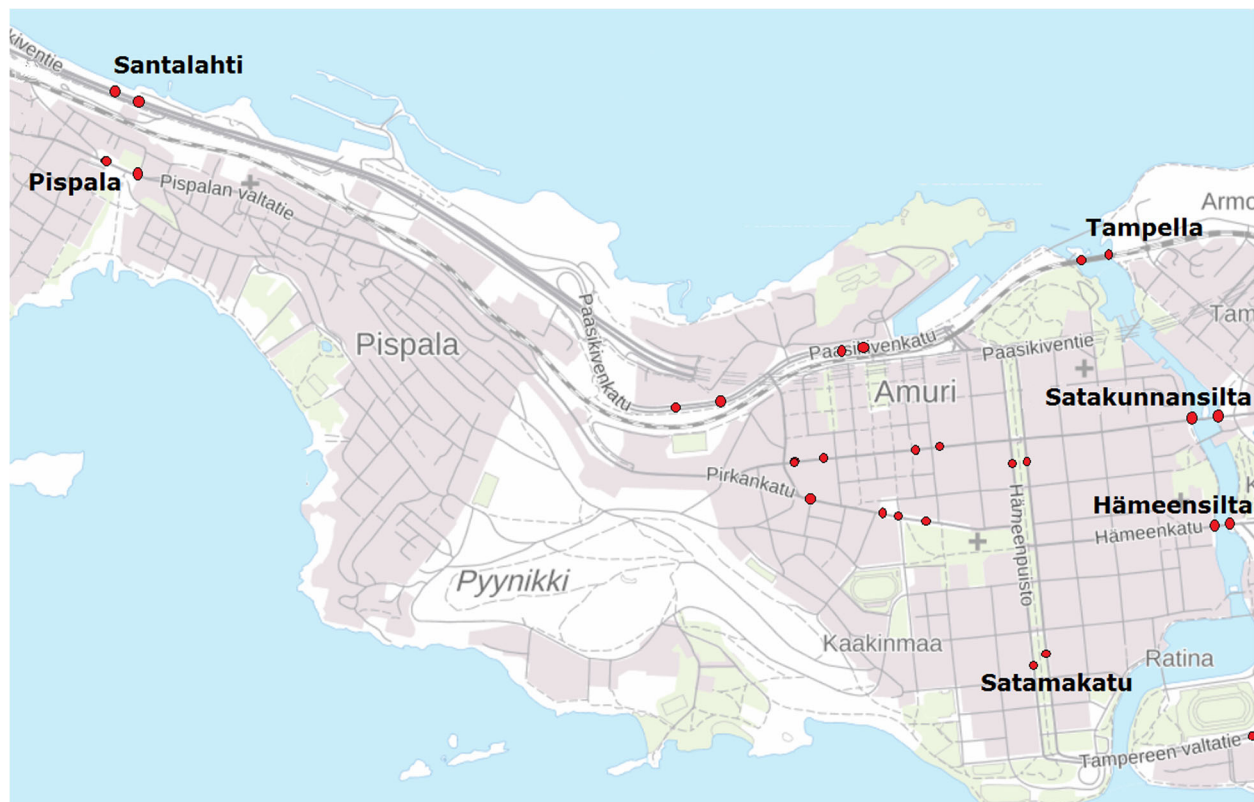 kiventie
Santalahti
Pispala
Pispalan valtatie
Armo
Tampella
Pispala
Paasikivenkatu
Paasikivenkatu
Paasikiventie
Tam
Amuri
Satakunnansilta
Pirkankatu
K
Hämeenpuisto
Hämeensilta
Hämeenkatu
Pyynikki
Kaakinmaa
Ratina
Satamakatu
Tampereen valtatie